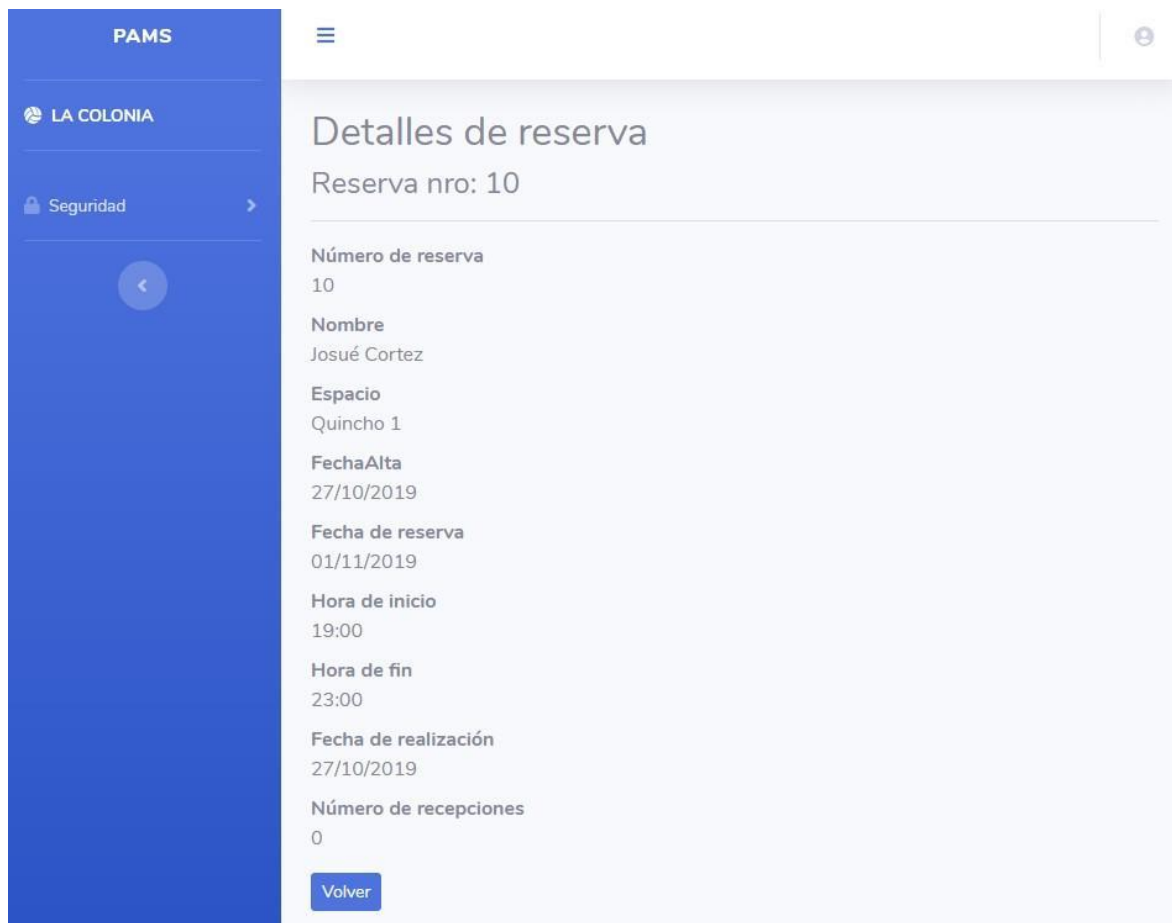 PAMS
LA COLONIA
Seguridad
Detalles de reserva
Reserva nro: 10
Número de reserva
10
Nombre
Josué Cortez
Espacio
Quincho 1
FechaAlta
27/10/2019
Fecha de reserva
01/11/2019
Hora de inicio
19:00
Hora de fin
23:00
Fecha de realización
27/10/2019
Número de recepciones
0
Volver